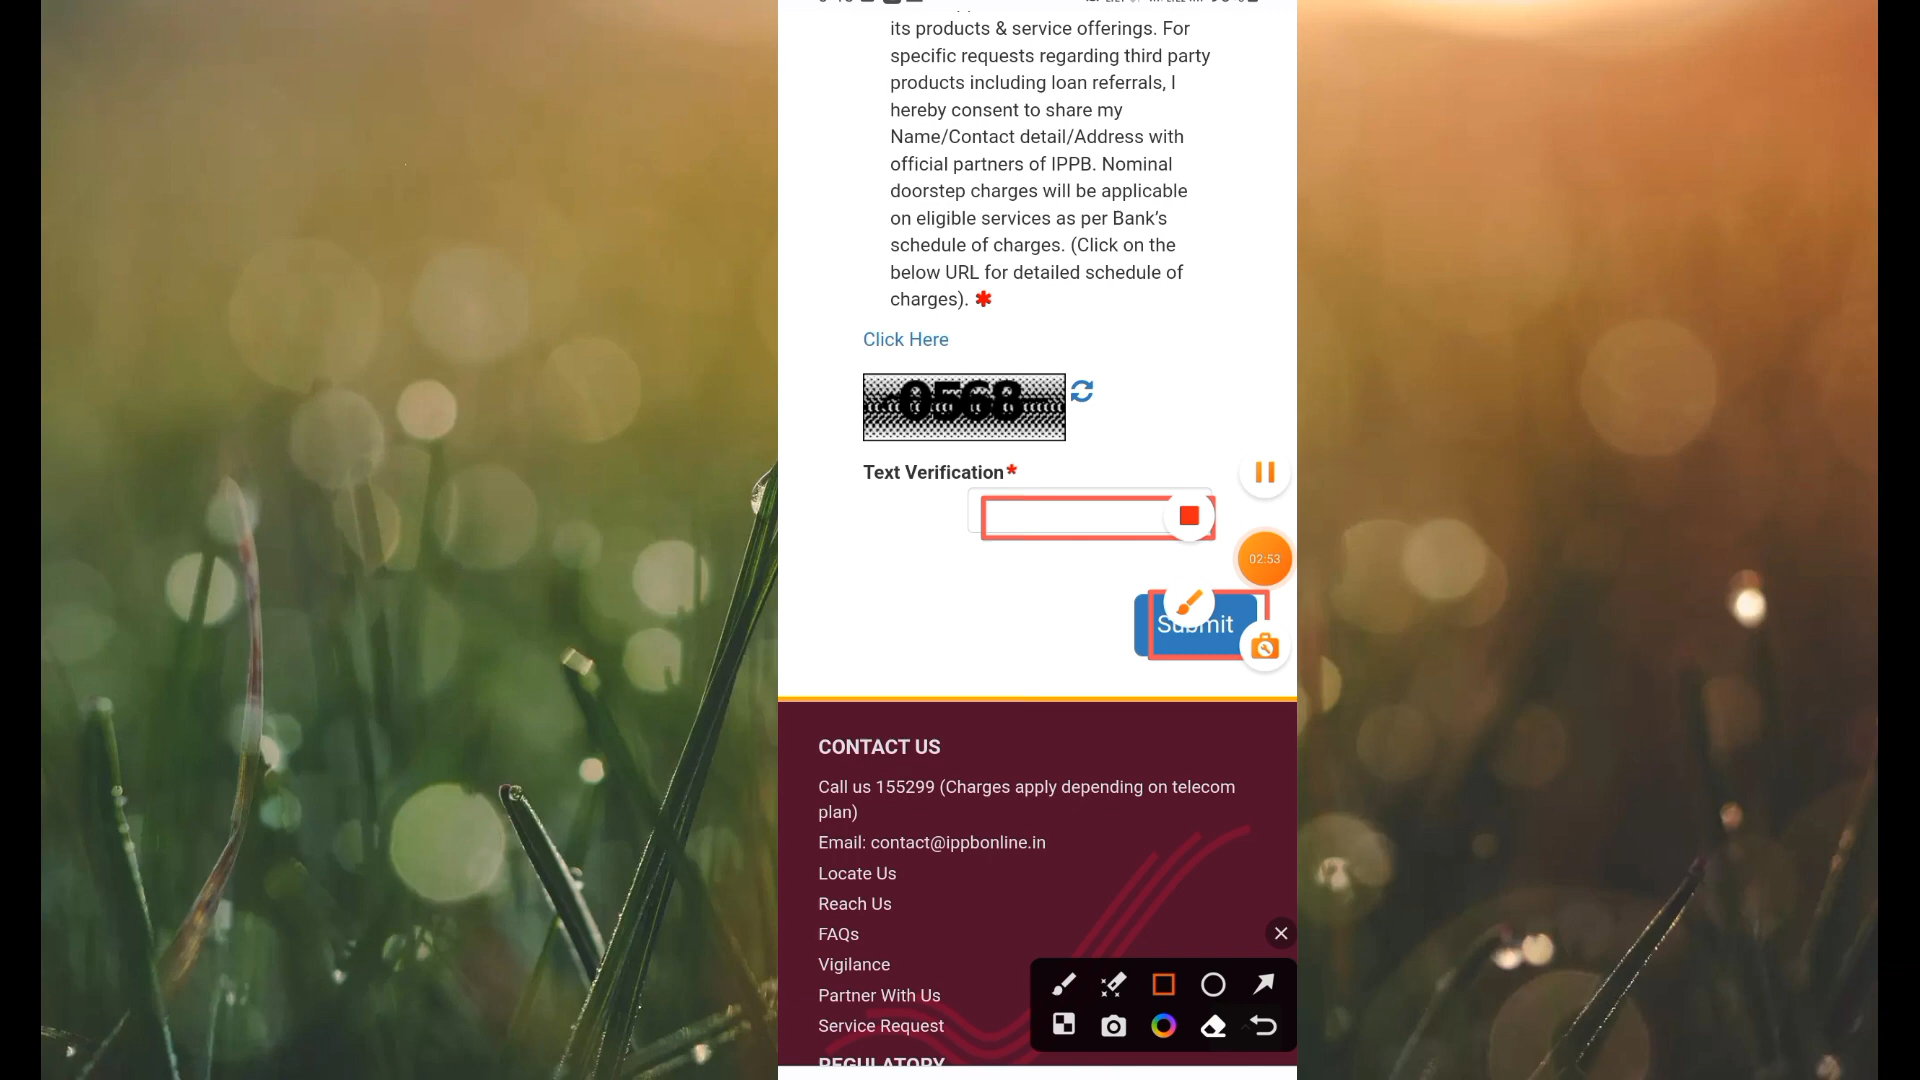 its products & service offerings. For
specific requests regarding third party
products including loan referrals, I
hereby consent to share my
Name/Contact detail/Address with
official partners of IPPB. Nominal
doorstep charges will be applicable
on eligible services as per Bank’s
schedule of charges. (Click on the
below URL for detailed schedule of
charges). *
Click Here
0568
Text Verification*
02:53
Submit
CONTACT US
Call us 155299 (Charges apply depending on telecom
plan)
Email: contact@ippbonline.in
Locate Us
Reach Us
FAQs
Vigilance
Partner With Us
Service Request
REGULATORY